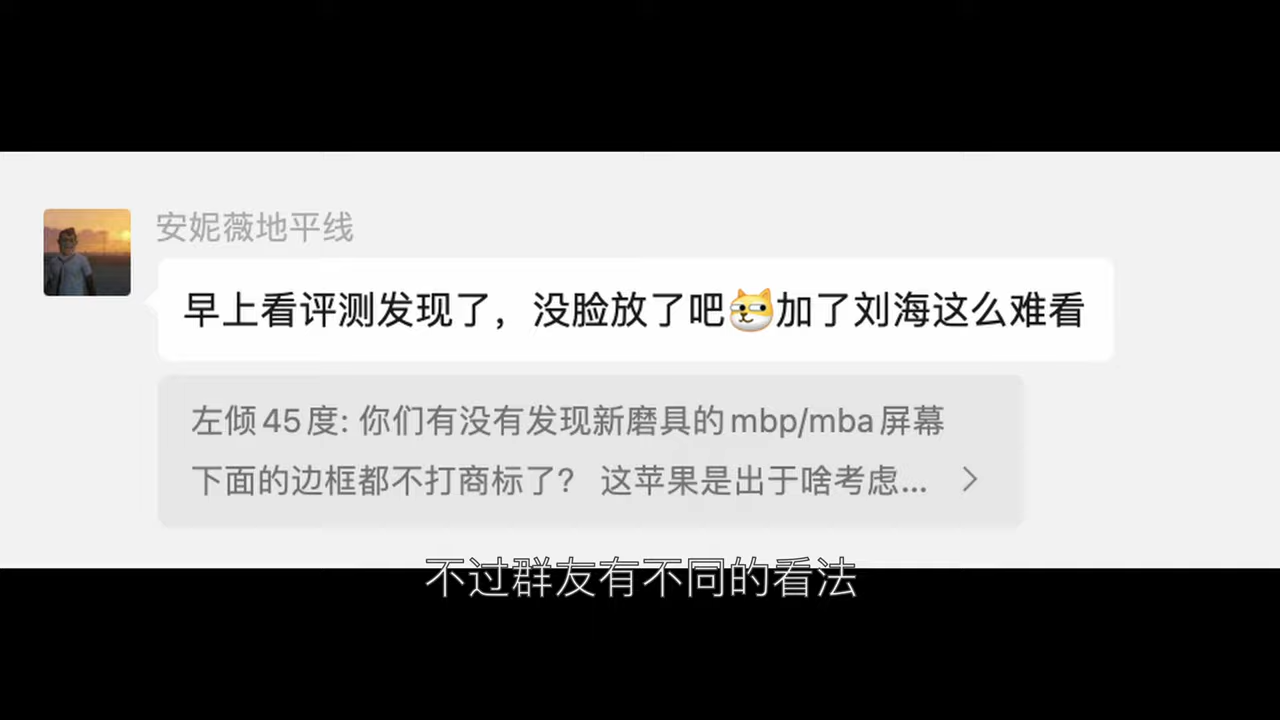 安妮薇地平线
早上看评测发现了，没脸放了吧加了刘海这么难看
左倾45度: 你们有没有发现新磨具的mbp/mba屏幕
下面的边框都不打商标了？ 这苹果是出于啥考虑...
不过群友有不同的看法